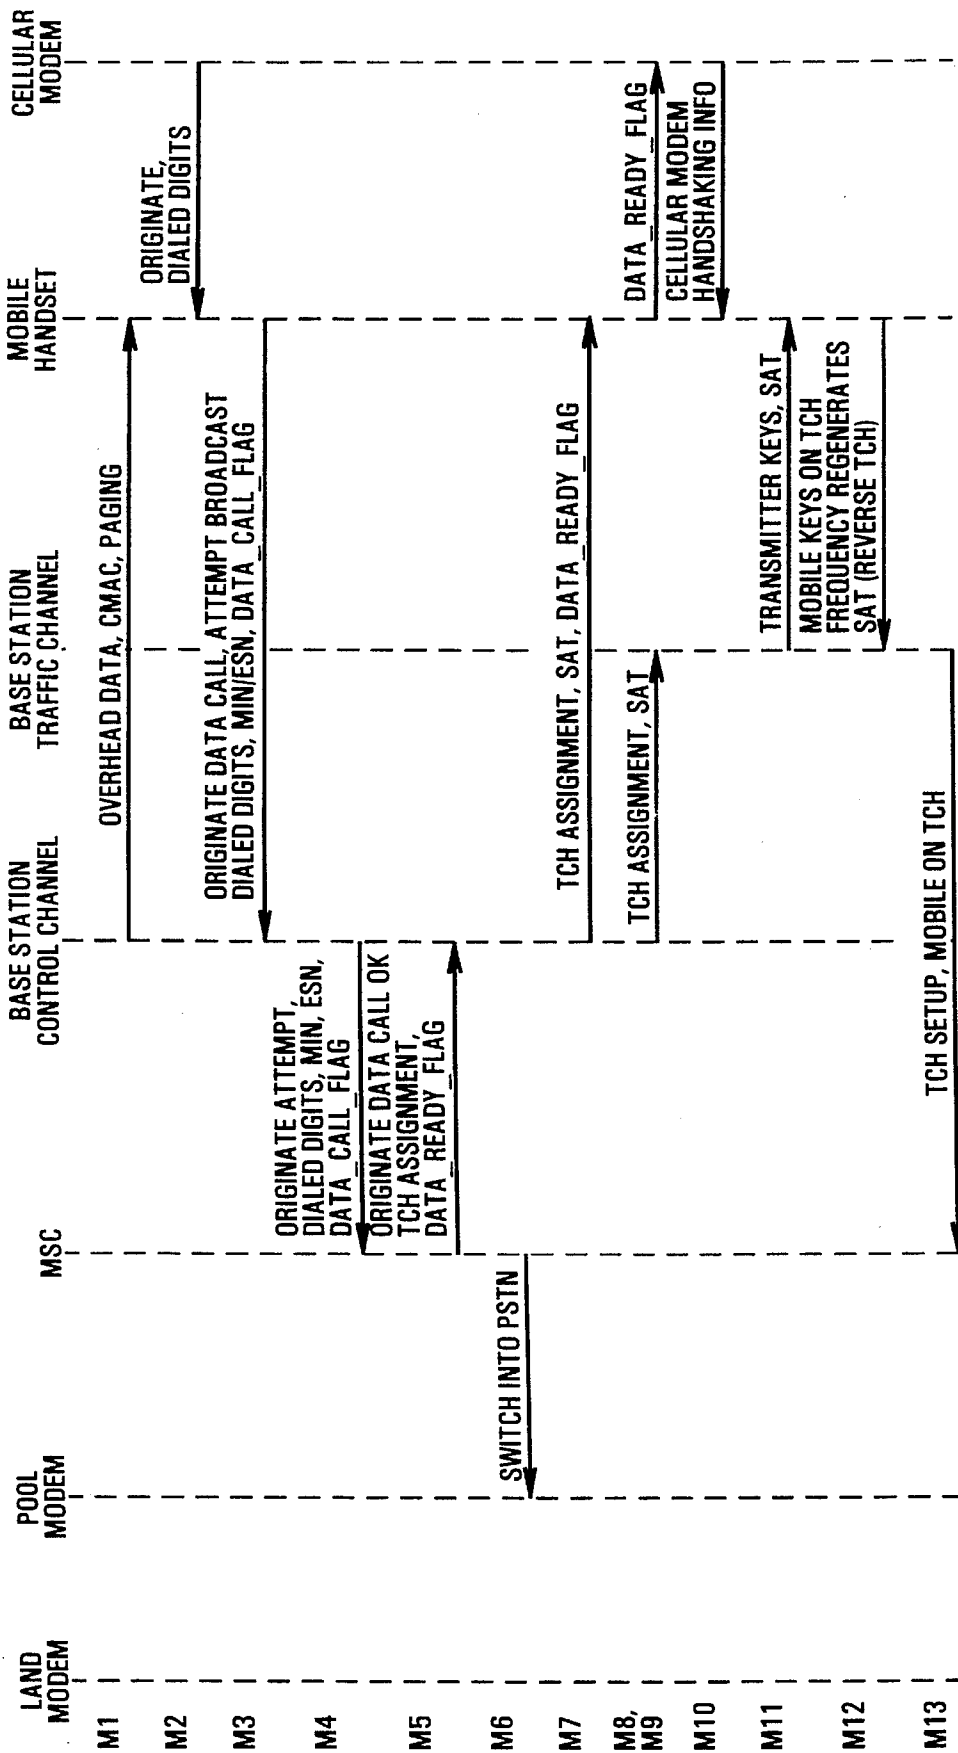 LAND
MODEM
POOL
MODEM
MSC
BASE STATION
CONTROL CHANNEL
BASE STATION
TRAFFIC CHANNEL
MOBILE
HANDSET
CELLULAR
MODEM
M1
OVERHEAD DATA, CMAC, PAGING
M2
ORIGINATE,
DIALED DIGITS
M3
ORIGINATE DATA CALL, ATTEMPT BROADCAST
DIALED DIGITS, MIN/ESN, DATA_CALL_FLAG
M4
ORIGINATE ATTEMPT,
DIALED DIGITS, MIN, ESN,
DATA_CALL_FLAG
M5
ORIGINATE DATA CALL OK
TCH ASSIGNMENT,
DATA_READY_FLAG
M6
SWITCH INTO PSTN
M7
TCH ASSIGNMENT, SAT, DATA_READY_FLAG
M8,
M9
TCH ASSIGNMENT, SAT
DATA_READY_FLAG
M10
CELLULAR MODEM
HANDSHAKING INFO
M11
TRANSMITTER KEYS, SAT
M12
MOBILE KEYS ON TCH
FREQUENCY REGENERATES
SAT (REVERSE TCH)
M13
TCH SETUP, MOBILE ON TCH